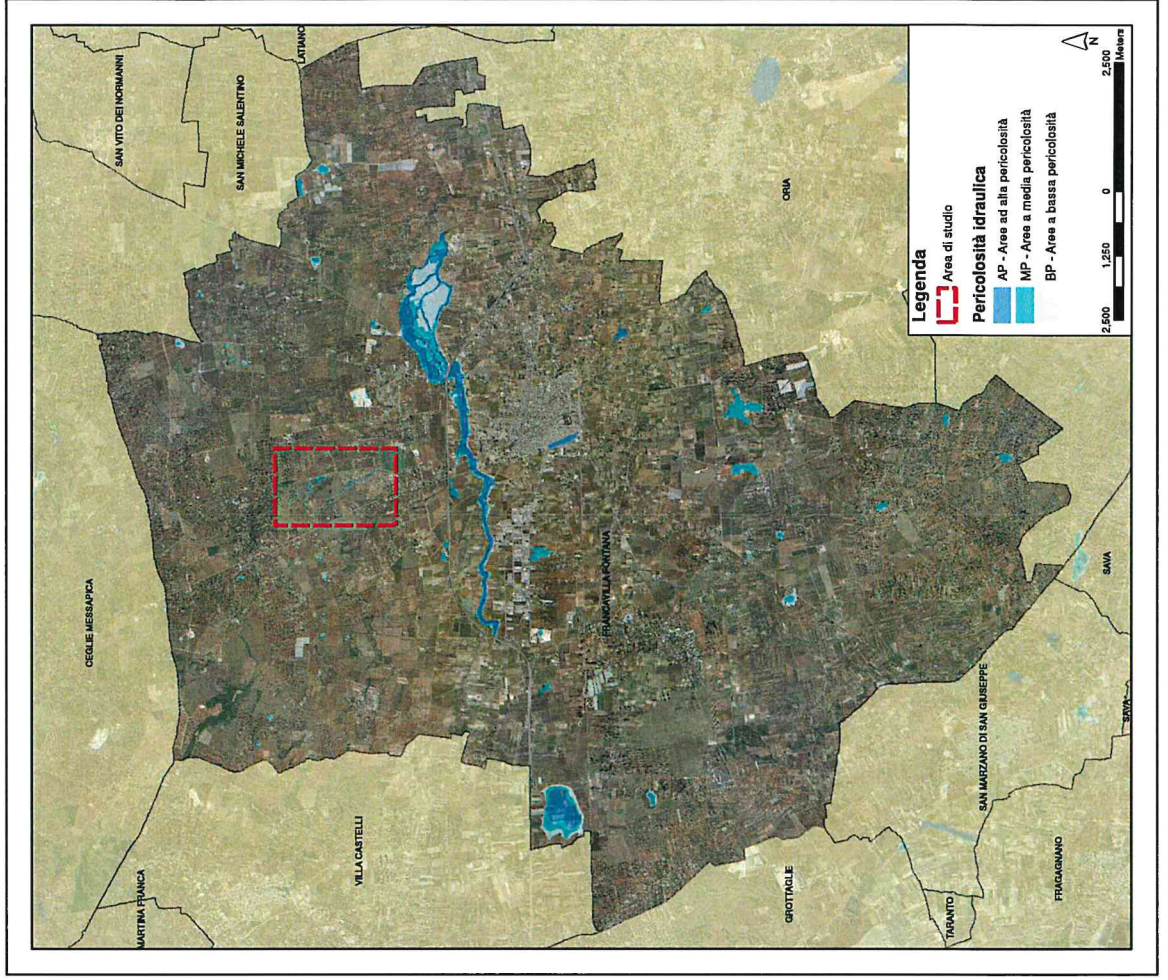 MARTINA FRANCA
CEGLIE MESSAPICA
SAN VITO DEI NORMANNI
SAN MICHELE SALENTINO
LATIANO
VILLA CASTELLI
FRANCAVILLA FONTANA
ORIA
GROTTAGLIE
TARANTO
FRAGAGNANO
SAN MARZANO DI SAN GIUSEPPE
SAVA
SAVA
Legenda
Area di studio
Pericolosità idraulica
AP - Aree ad alta pericolosità
MP - Aree a media pericolosità
BP - Aree a bassa pericolosità
N
2,500 1,250 0 2,500
Meters